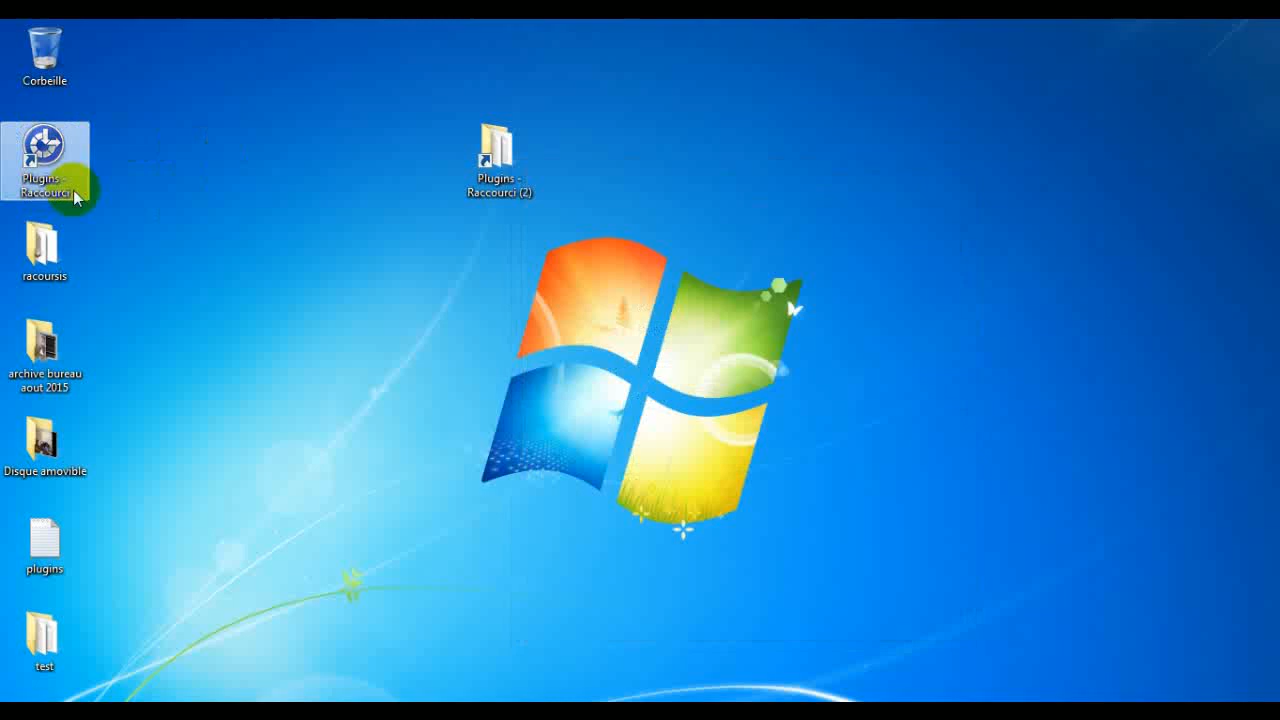 Corbeille
Plugins -
Raccourci
Plugins -
Raccourci (2)
racoursis
archive bureau
aout 2015
Disque amovible
plugins
test